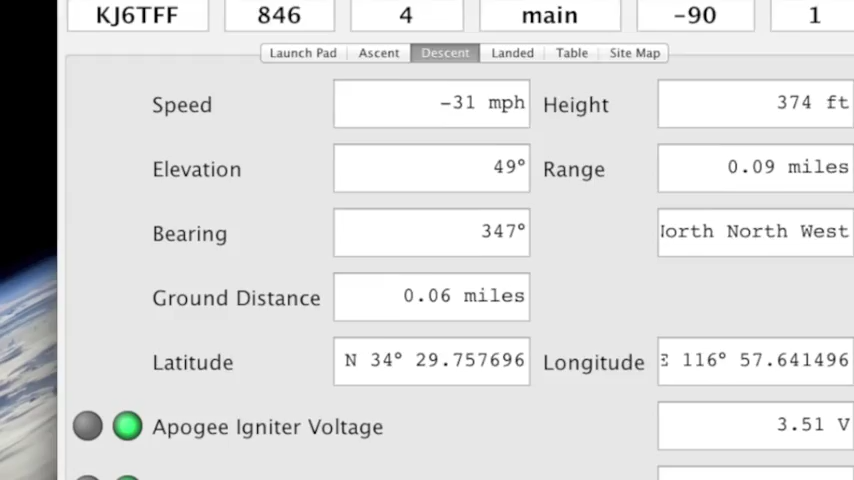 KJ6TFF 846 4 main -90 1
Launch Pad Ascent Descent Landed Table Site Map
Speed -31 mph Height 374 ft
Elevation 49° Range 0.09 miles
Bearing 347° North North West
Ground Distance 0.06 miles
Latitude N 34° 29.757696 Longitude E 116° 57.641496
Apogee Igniter Voltage 3.51 V